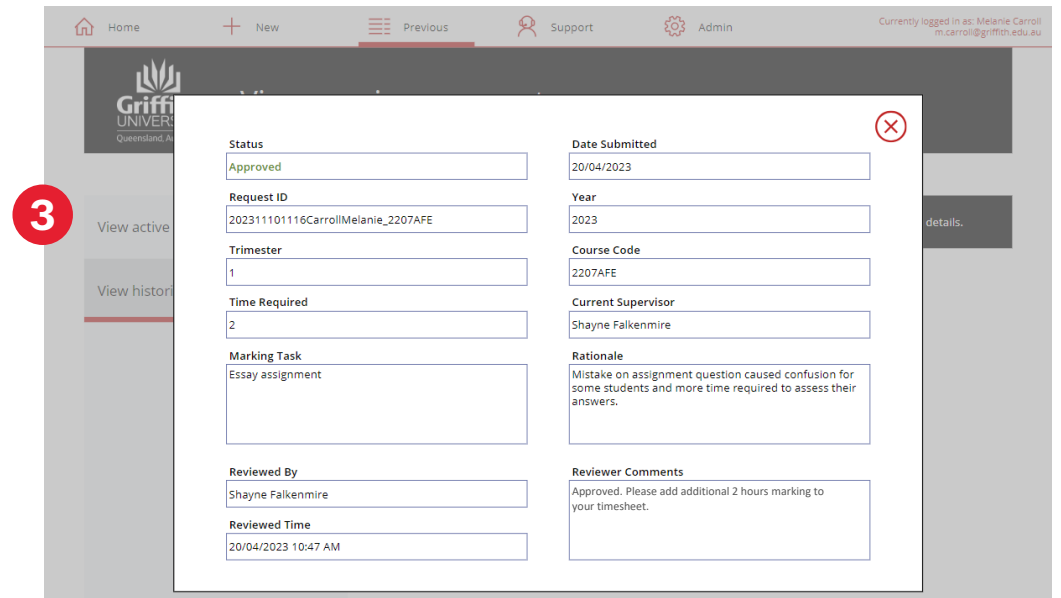 Home
New
Previous
Support
Admin
Currently logged in as: Melanie Carroll
m.carroll@griffith.edu.au
Queensland,
3
View active
details.
Status
Approved
Date Submitted
20/04/2023
Request ID
202311101116CarrollMelanie_2207AFE
Year
2023
Trimester
1
Course Code
2207AFE
View
Time Required
2
Current Supervisor
Shayne Falkenmire
Marking Task
Essay assignment
Rationale
Mistake on assignment question caused confusion for
some students and more time required to assess their
answers.
Reviewed By
Shayne Falkenmire
Reviewer Comments
Approved. Please add additional 2 hours marking to
your timesheet.
Reviewed Time
20/04/2023 10:47 AM